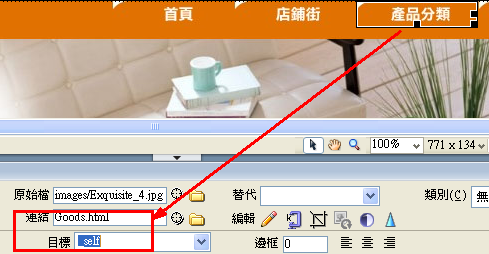 首頁 店鋪街 產品分類
100% 771 x 134
原始檔 images/Exquisite_4.jpg 替代 類別(C) 無
連結 Goods.html 編輯
目標 _self 邊框 0